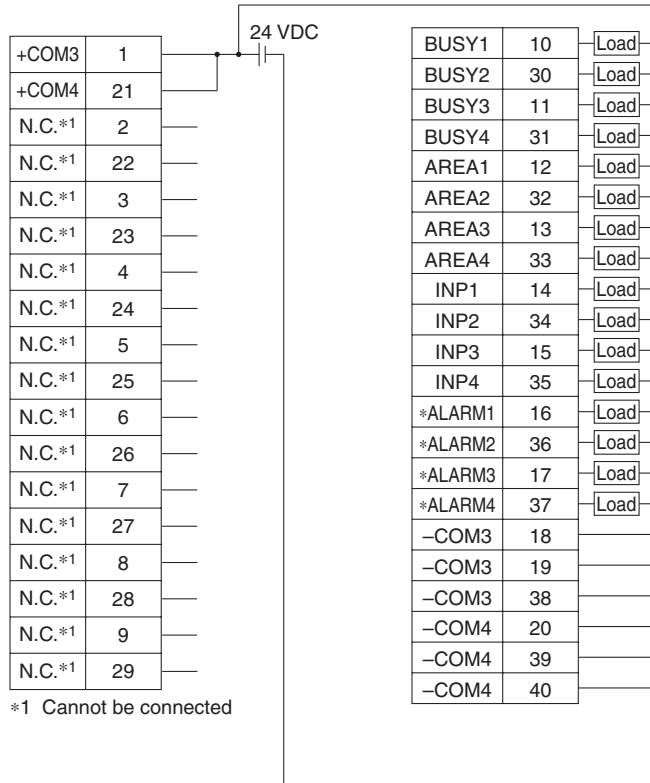 24 VDC
+COM3 1
+COM4 21
N.C.*1 2
N.C.*1 22
N.C.*1 3
N.C.*1 23
N.C.*1 4
N.C.*1 24
N.C.*1 5
N.C.*1 25
N.C.*1 6
N.C.*1 26
N.C.*1 7
N.C.*1 27
N.C.*1 8
N.C.*1 28
N.C.*1 9
N.C.*1 29
*1 Cannot be connected
BUSY1 10 Load
BUSY2 30 Load
BUSY3 11 Load
BUSY4 31 Load
AREA1 12 Load
AREA2 32 Load
AREA3 13 Load
AREA4 33 Load
INP1 14 Load
INP2 34 Load
INP3 15 Load
INP4 35 Load
*ALARM1 16 Load
*ALARM2 36 Load
*ALARM3 17 Load
*ALARM4 37 Load
–COM3 18
–COM3 19
–COM3 38
–COM4 20
–COM4 39
–COM4 40